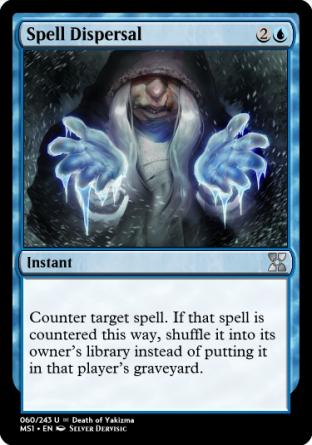 Spell Dispersal 2
Instant
Counter target spell. If that spell is
countered this way, shuffle it into its
owner's library instead of putting it
in that player's graveyard.
060/243 U Death of Yakizma
MS1 • EN Selver Dervisic